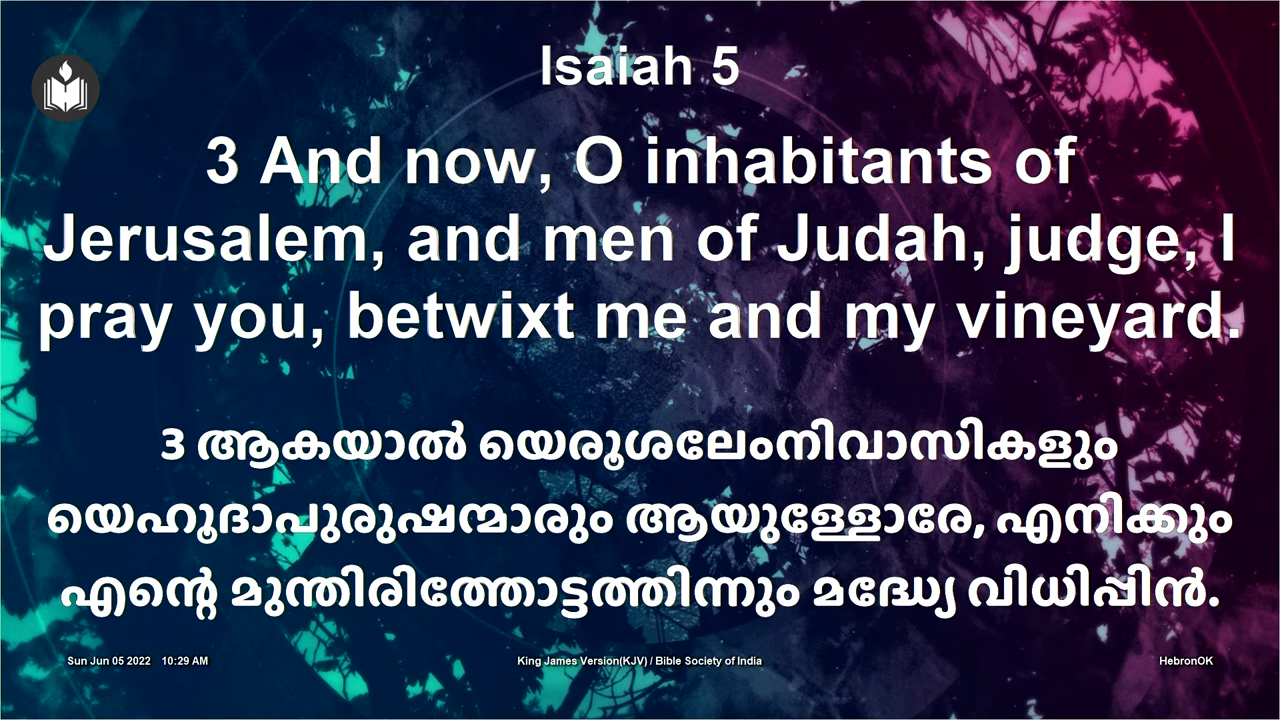 Isaiah 5
3 And now, O inhabitants of
Jerusalem, and men of Judah, judge, I
pray you, betwixt me and my vineyard.
3 ആകയാൽ യെരൂശലേംനിവാസികളും
യെഹൂദാപുരുഷന്മാരും ആയുള്ളോരേ, എനിക്കും
എന്റെ മുന്തിരിത്തോട്ടത്തിന്നും മദ്ധ്യേ വിധിപ്പിൻ.
Sun Jun 05 2022 10:29 AM
King James Version(KJV) / Bible Society of India
HebronOK